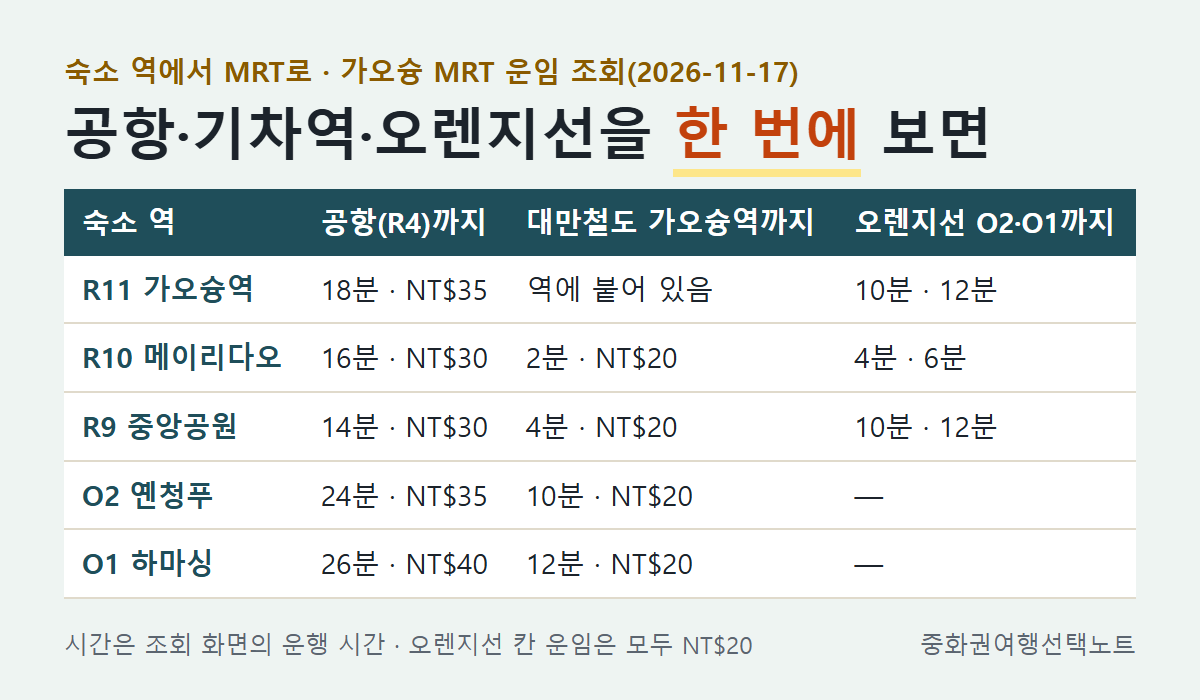 숙소 역에서 MRT로 · 가오슝 MRT 운임 조회(2026-11-17)
공항·기차역·오렌지선을 한 번에 보면
숙소 역 공항(R4)까지 대만철도 가오슝역까지 오렌지선 O2·O1까지
R11 가오슝역 18분 · NT$35 역에 붙어 있음 10분 · 12분
R10 메이리다오 16분 · NT$30 2분 · NT$20 4분 · 6분
R9 중앙공원 14분 · NT$30 4분 · NT$20 10분 · 12분
O2 옌청푸 24분 · NT$35 10분 · NT$20 —
O1 하마싱 26분 · NT$40 12분 · NT$20 —
시간은 조회 화면의 운행 시간 · 오렌지선 칸 운임은 모두 NT$20 중화권여행선택노트